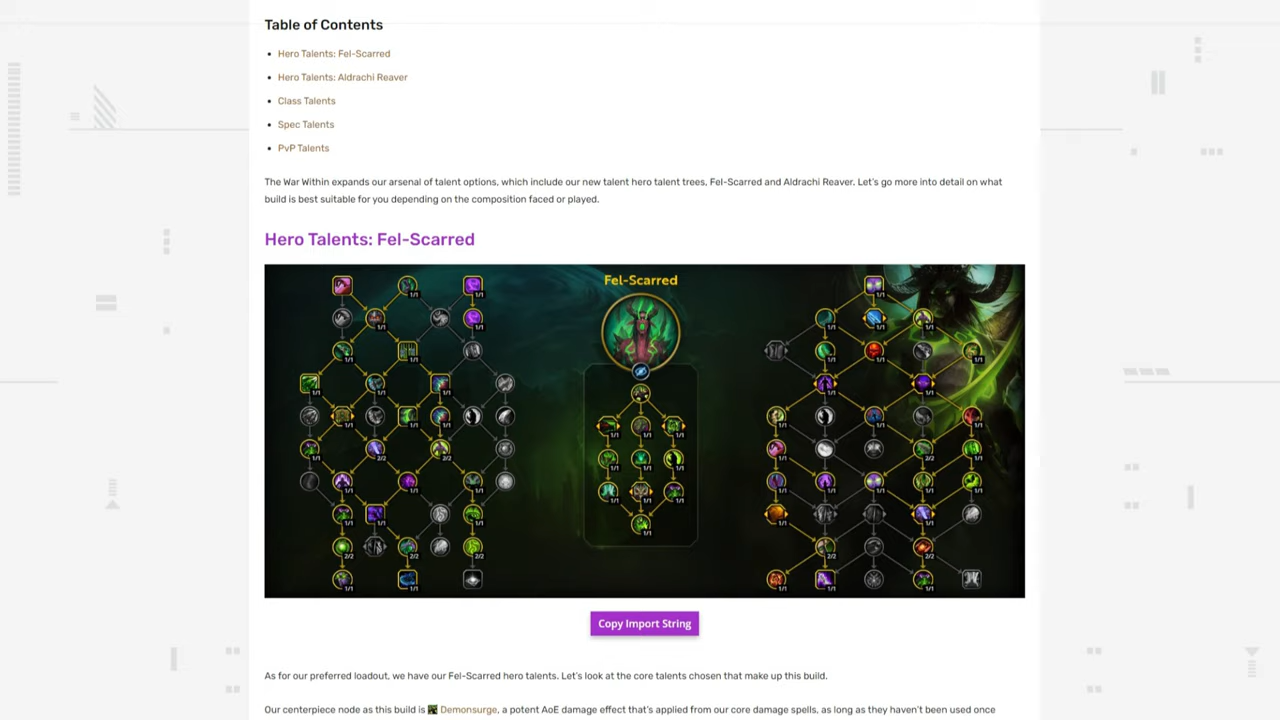 Table of Contents
Hero Talents: Fel-Scarred
Hero Talents: Aldrachi Reaver
Class Talents
Spec Talents
PvP Talents
The War Within expands our arsenal of talent options, which include our new talent hero talent trees, Fel-Scarred and Aldrachi Reaver. Let's go more into detail on what
build is best suitable for you depending on the composition faced or played.
Hero Talents: Fel-Scarred
Fel-Scarred
Copy Import String
As for our preferred loadout, we have our Fel-Scarred hero talents. Let's look at the core talents chosen that make up this build.
Our centerpiece node as this build is Demonsurge, a potent AoE damage effect that's applied from our core damage spells, as long as they haven't been used once